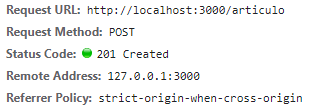 Request URL: http://localhost:3000/articulo
Request Method: POST
Status Code: 201 Created
Remote Address: 127.0.0.1:3000
Referrer Policy: strict-origin-when-cross-origin